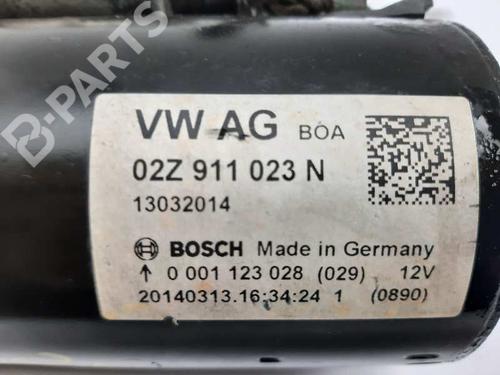 B-PARTS
VW AG BOA
02Z 911 023 N
13032014
BOSCH Made in Germany
↑ 0 001 123 028 (029) 12V
20140313.16:34:24 1 (0890)
B-PARTS